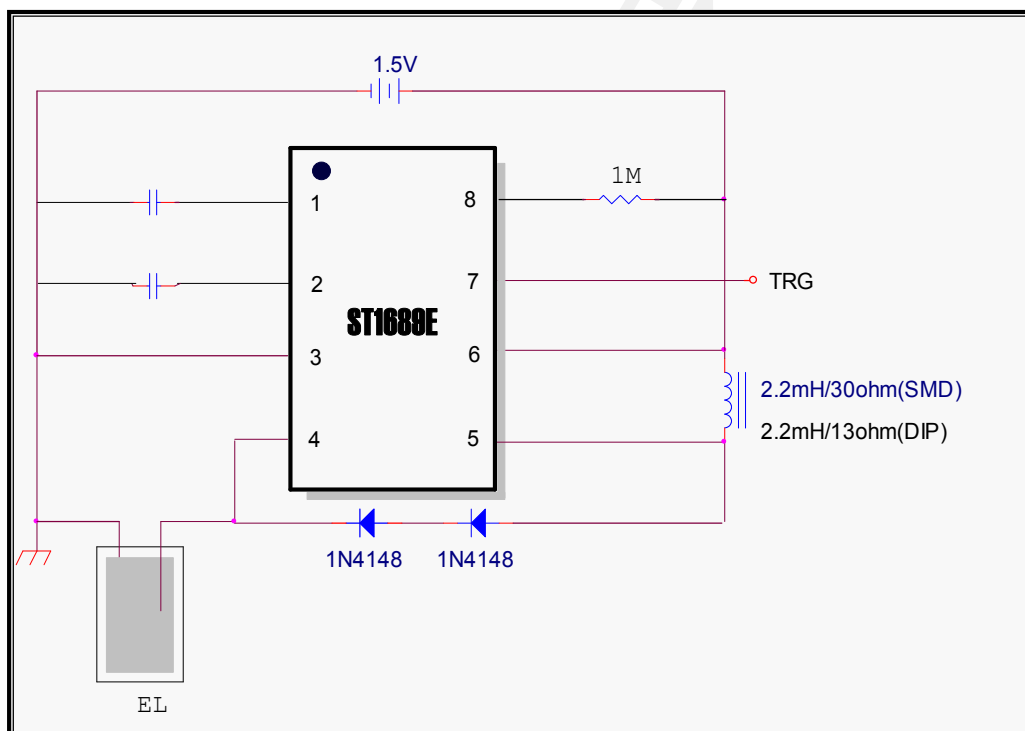 1.5V
1M
1
8
2
7
TRG
ST1689E
3
6
2.2mH/30ohm(SMD)
2.2mH/13ohm(DIP)
4
5
1N4148
1N4148
EL